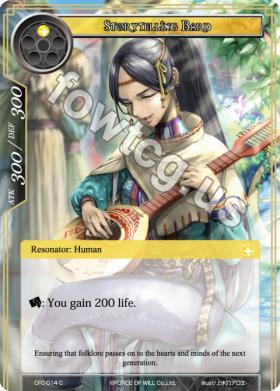 Storytelling Bard
ATK 300 / DEF 300
fowtcg.us
Resonator: Human
: You gain 200 life.
Ensuring that folklore passes on to the hearts and minds of the next
generation.
CFC-014 C
©FORCE OF WILL Co.,Ltd.